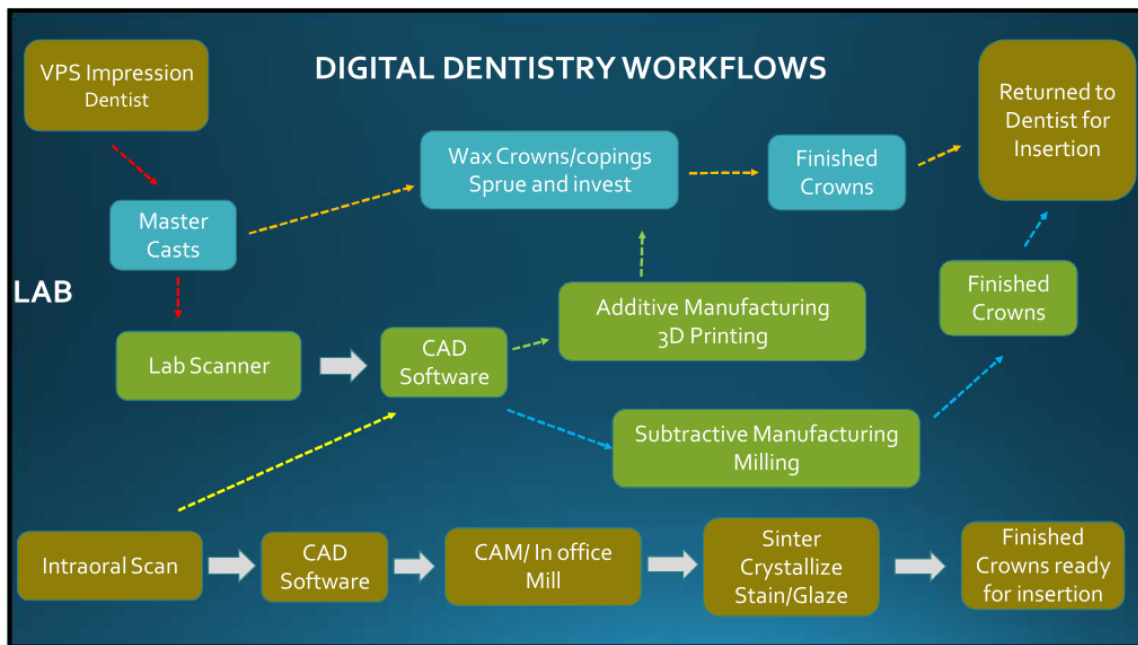 DIGITAL DENTISTRY WORKFLOWS
VPS Impression
Dentist
Wax Crowns/copings
Sprue and invest
Finished
Crowns
Returned to
Dentist for
Insertion
Master
Casts
LAB
Additive Manufacturing
3D Printing
Finished
Crowns
Lab Scanner
CAD
Software
Subtractive Manufacturing
Milling
Intraoral Scan
CAD
Software
CAM/ In office
Mill
Sinter
Crystallize
Stain/Glaze
Finished
Crowns ready
for insertion